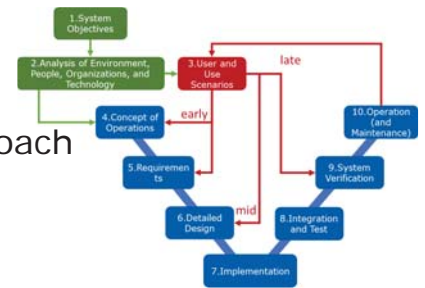 1.System
Objectives
2.Analysis of Environment,
People, Organizations, and
Technology
3.User and
Use
Scenarios
late
4.Concept of
Operations
early
oach
10.Operation
(and
Maintenance)
5.Requiremen
ts
9.System
Verification
6.Detailed
Design
mid
8.Integration
and Test
7.Implementation